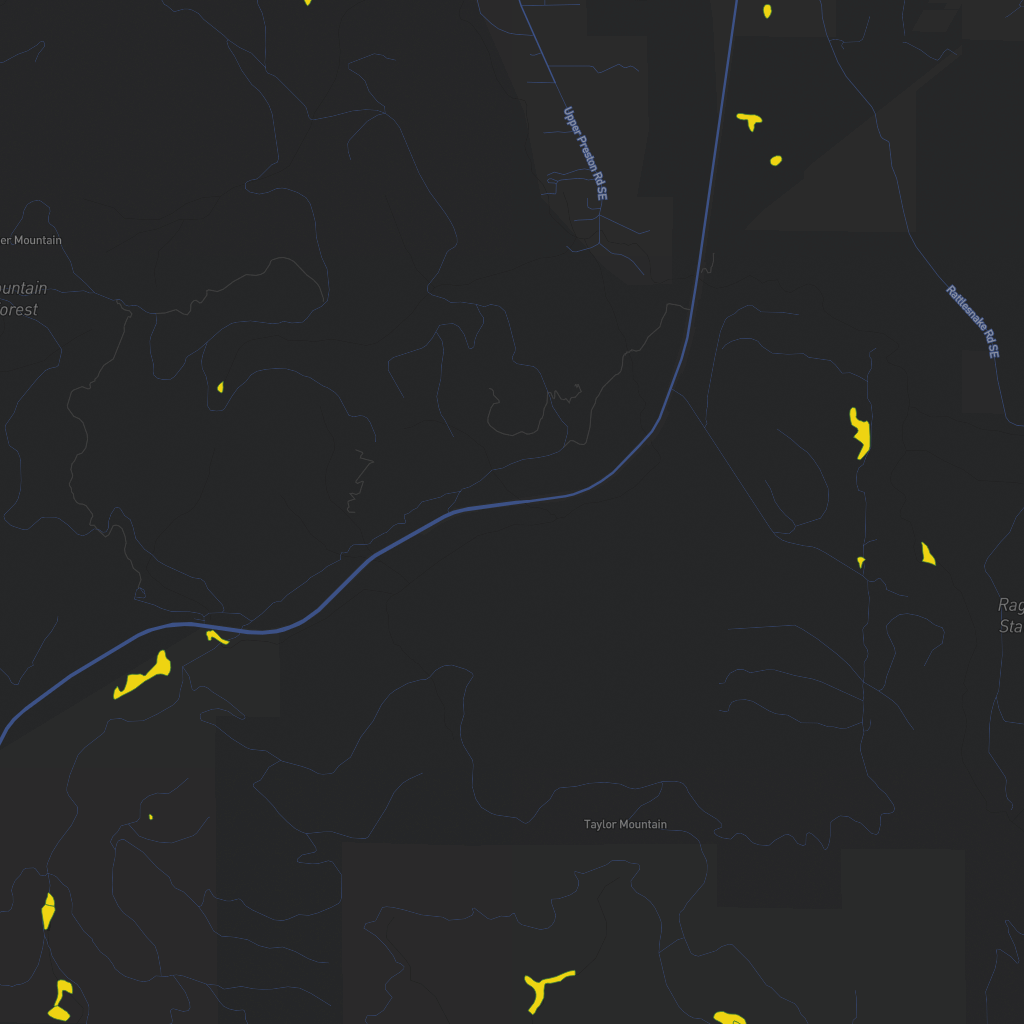 Upper Preston Rd SE
er Mountain
ountain
orest
Rattlesnake Rd SE
Rag
Sta
Taylor Mountain